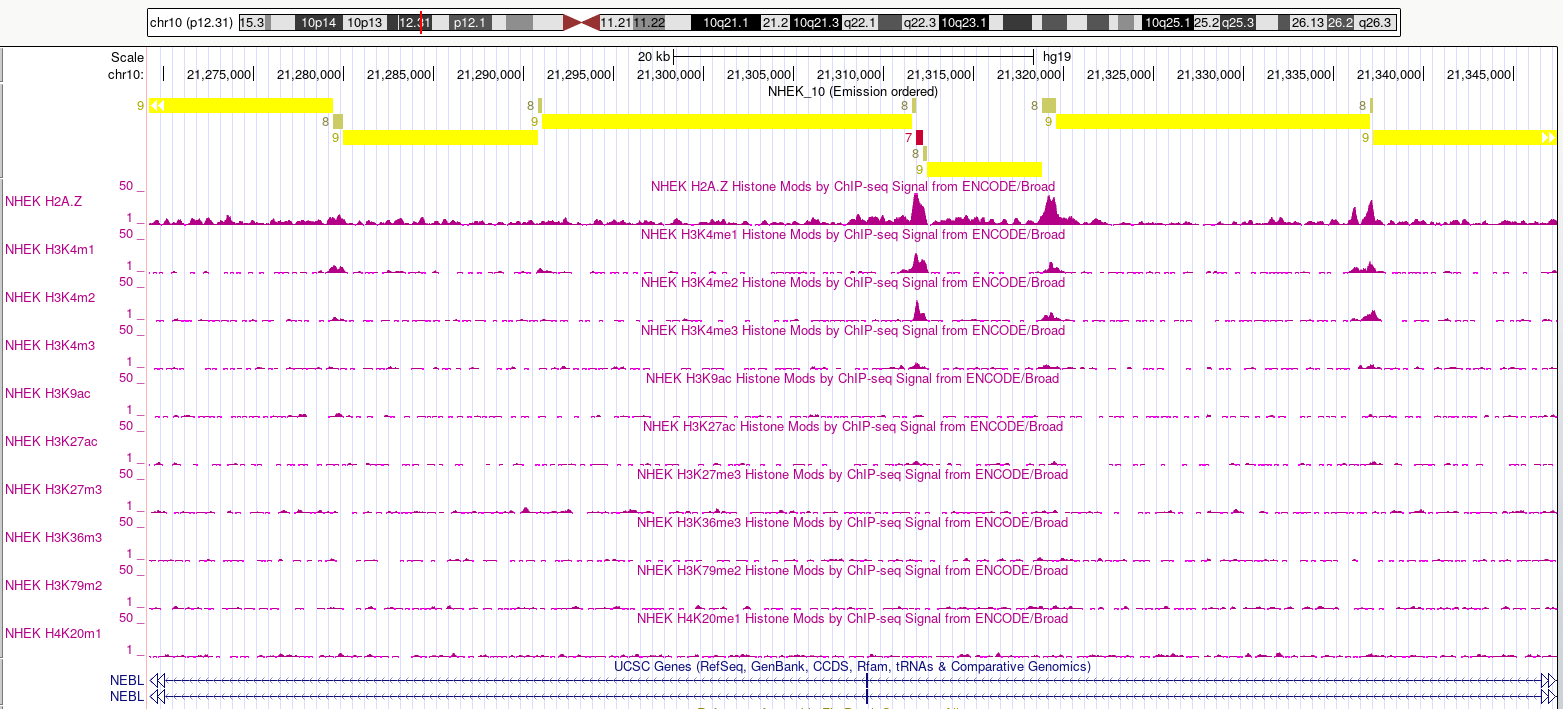 chr10 (p12.31) 15.3 10p14 10p13 12.31 p12.1 11.21 11.22 10q21.1 21.2 10q21.3 q22.1 q22.3 10q23.1 10q25.1 25.2 q25.3 26.13 26.2 q26.3
Scale 20 kb hg19
chr10: 21,275,000 21,280,000 21,285,000 21,290,000 21,295,000 21,300,000 21,305,000 21,310,000 21,315,000 21,320,000 21,325,000 21,330,000 21,335,000 21,340,000 21,345,000
NHEK_10 (Emission ordered)
9 8 8 8 8
8 9 9
9 7 9
8
9
50 NHEK H2A.Z Histone Mods by ChIP-seq Signal from ENCODE/Broad
NHEK H2A.Z
1
50 NHEK H3K4me1 Histone Mods by ChIP-seq Signal from ENCODE/Broad
NHEK H3K4m1
1
50 NHEK H3K4me2 Histone Mods by ChIP-seq Signal from ENCODE/Broad
NHEK H3K4m2
1
50 NHEK H3K4me3 Histone Mods by ChIP-seq Signal from ENCODE/Broad
NHEK H3K4m3
1
50 NHEK H3K9ac Histone Mods by ChIP-seq Signal from ENCODE/Broad
NHEK H3K9ac
1
50 NHEK H3K27ac Histone Mods by ChIP-seq Signal from ENCODE/Broad
NHEK H3K27ac
1
50 NHEK H3K27me3 Histone Mods by ChIP-seq Signal from ENCODE/Broad
NHEK H3K27m3
1
50 NHEK H3K36me3 Histone Mods by ChIP-seq Signal from ENCODE/Broad
NHEK H3K36m3
1
50 NHEK H3K79me2 Histone Mods by ChIP-seq Signal from ENCODE/Broad
NHEK H3K79m2
1
50 NHEK H4K20me1 Histone Mods by ChIP-seq Signal from ENCODE/Broad
NHEK H4K20m1
1
UCSC Genes (RefSeq, GenBank, CCDS, Rfam, tRNAs & Comparative Genomics)
NEBL
NEBL